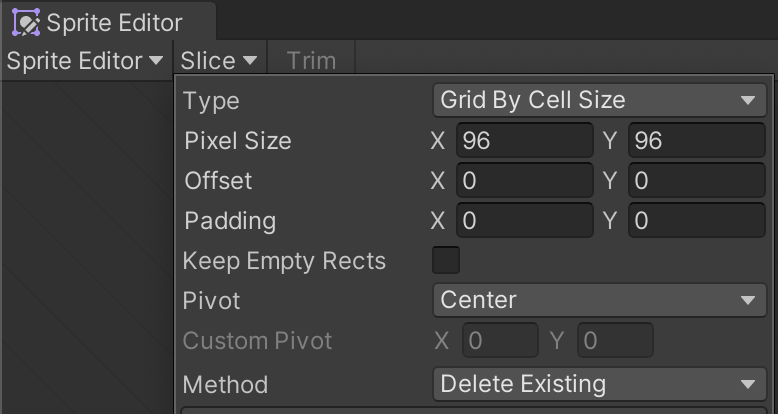 Sprite Editor
Sprite Editor Slice Trim
Type Grid By Cell Size
Pixel Size X 96 Y 96
Offset X 0 Y 0
Padding X 0 Y 0
Keep Empty Rects
Pivot Center
Custom Pivot X 0 Y 0
Method Delete Existing